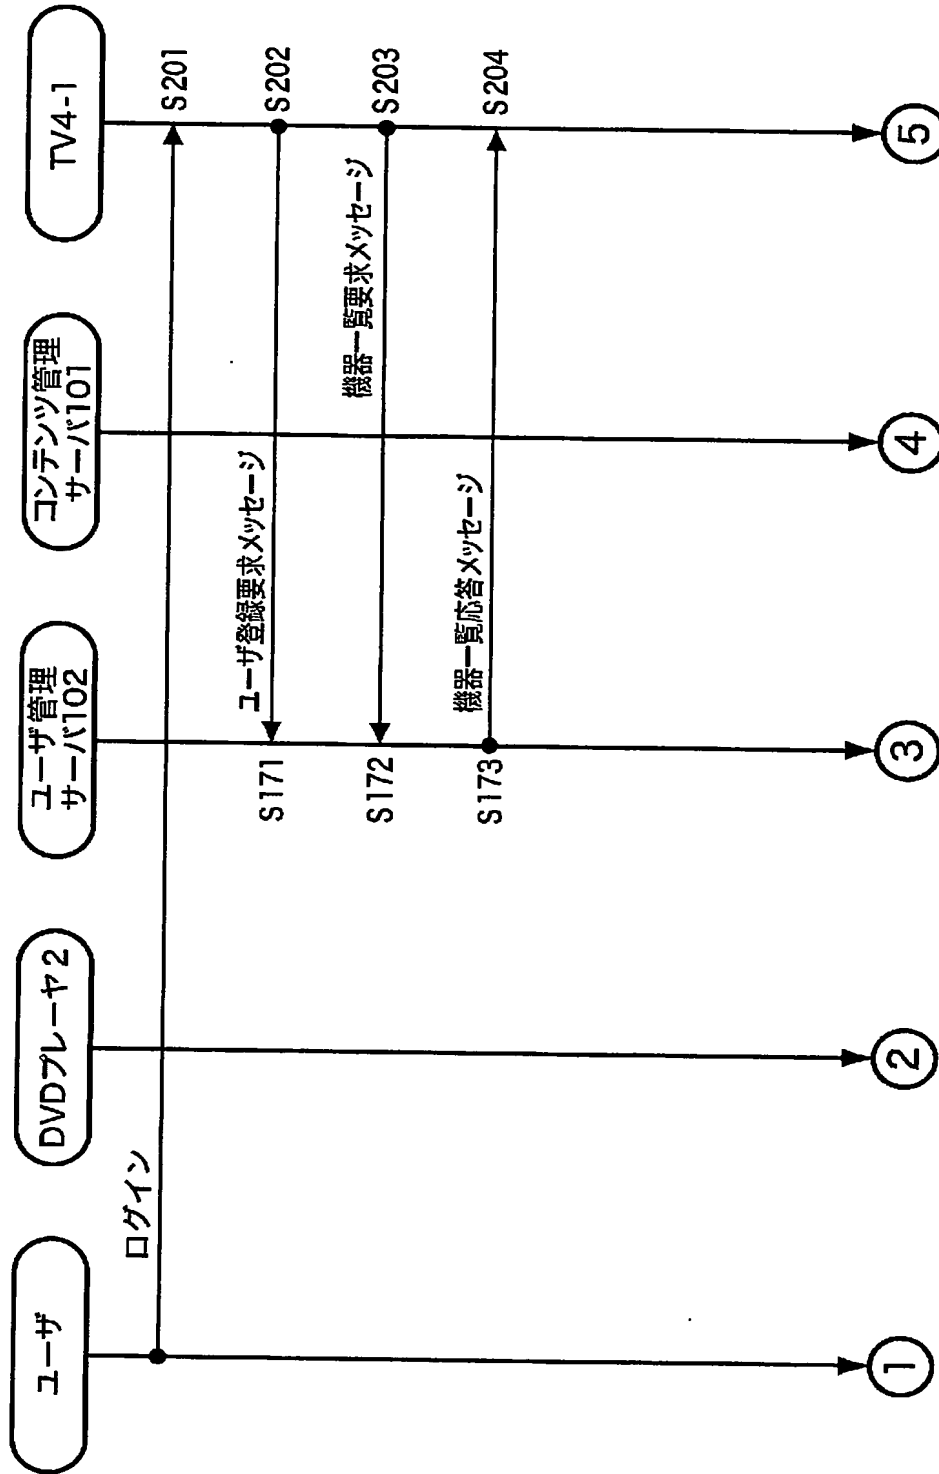 ユーザ
DVDプレーヤ2
ユーザ管理
サーバ102
コンテンツ管理
サーバ101
TV4-1
ログイン
S201
ユーザ登録要求メッセージ
S171
S202
機器一覧要求メッセージ
S172
S203
機器一覧応答メッセージ
S173
S204
1
2
3
4
5